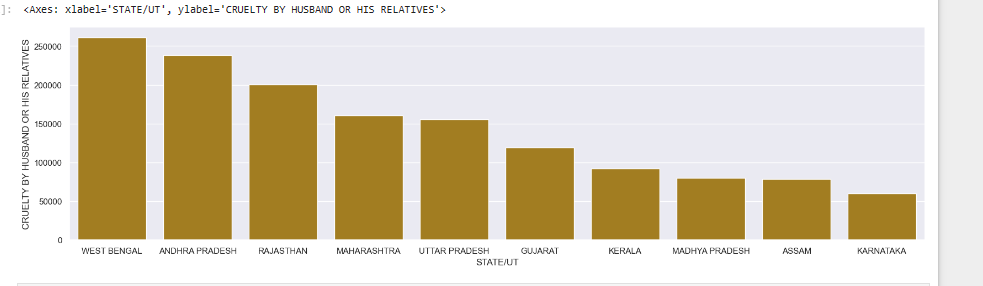 ]: <Axes: xlabel='STATE/UT', ylabel='CRUELTY BY HUSBAND OR HIS RELATIVES'>
CRUELTY BY HUSBAND OR HIS RELATIVES
250000
200000
150000
100000
50000
0
WEST BENGAL ANDHRA PRADESH RAJASTHAN MAHARASHTRA UTTAR PRADESH GUJARAT KERALA MADHYA PRADESH ASSAM KARNATAKA
STATE/UT